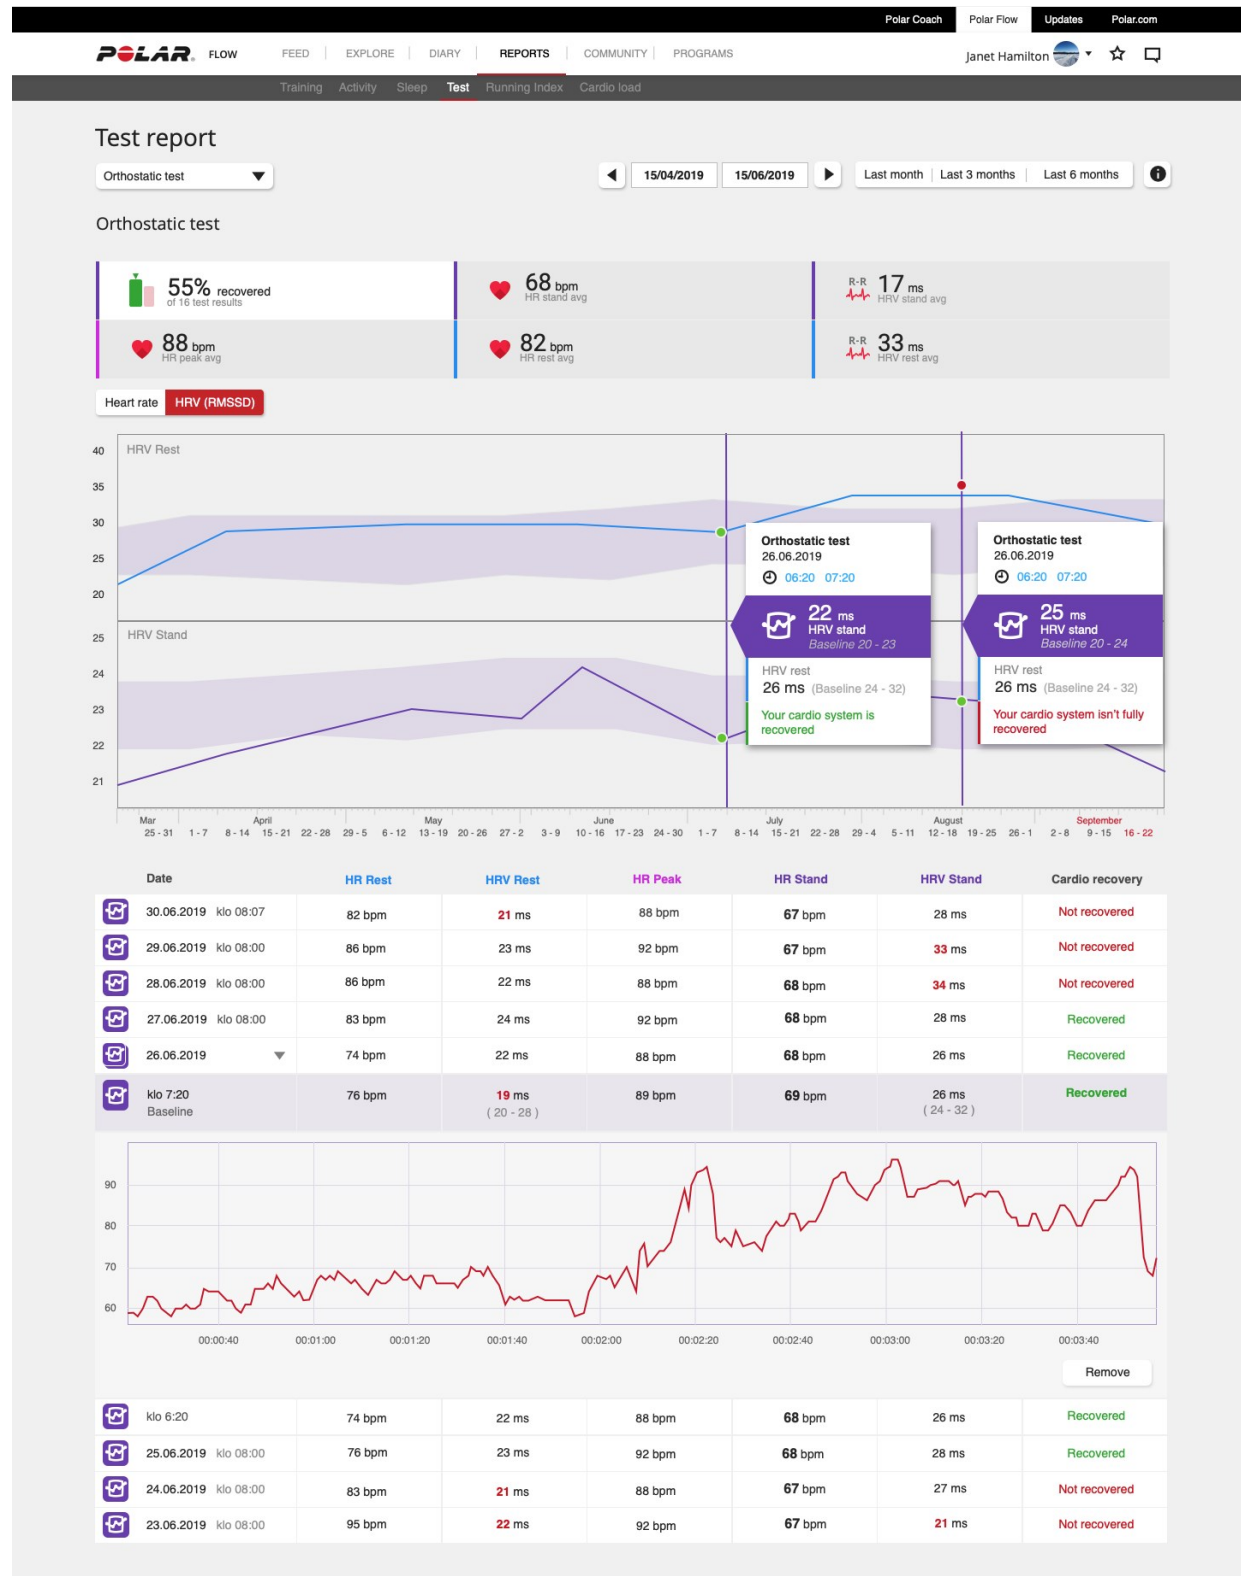 Polar Coach Polar Flow Updates Polar.com
POLAR. FLOW FEED EXPLORE DIARY REPORTS COMMUNITY PROGRAMS Janet Hamilton
Training Activity Sleep Test Running Index Cardio load
Test report
Orthostatic test 15/04/2019 15/06/2019 Last month Last 3 months Last 6 months
Orthostatic test
55% recovered
of 16 test results
68 bpm
HR stand avg
R-R 17 ms
HRV stand avg
88 bpm
HR peak avg
82 bpm
HR rest avg
R-R 33 ms
HRV rest avg
Heart rate HRV (RMSSD)
HRV Rest
40
35
30
25
20
HRV Stand
25
24
23
22
21
Orthostatic test
26.06.2019
06:20 07:20
22 ms
HRV stand
Baseline 20 - 23
HRV rest
26 ms (Baseline 24 - 32)
Your cardio system is
recovered
Orthostatic test
26.06.2019
06:20 07:20
25 ms
HRV stand
Baseline 20 - 24
HRV rest
26 ms (Baseline 24 - 32)
Your cardio system isn't fully
recovered
Mar April May June July August September
25 - 31 1 - 7 8 - 14 15 - 21 22 - 28 29 - 5 6 - 12 13 - 19 20 - 26 27 - 2 3 - 9 10 - 16 17 - 23 24 - 30 1 - 7 8 - 14 15 - 21 22 - 28 29 - 4 5 - 11 12 - 18 19 - 25 26 - 1 2 - 8 9 - 15 16 - 22
Date HR Rest HRV Rest HR Peak HR Stand HRV Stand Cardio recovery
30.06.2019 klo 08:07 82 bpm 21 ms 88 bpm 67 bpm 28 ms Not recovered
29.06.2019 klo 08:00 86 bpm 23 ms 92 bpm 67 bpm 33 ms Not recovered
28.06.2019 klo 08:00 86 bpm 22 ms 88 bpm 68 bpm 34 ms Not recovered
27.06.2019 klo 08:00 83 bpm 24 ms 92 bpm 68 bpm 28 ms Recovered
26.06.2019 74 bpm 22 ms 88 bpm 68 bpm 26 ms Recovered
klo 7:20 76 bpm 19 ms 89 bpm 69 bpm 26 ms Recovered
Baseline ( 20 - 28 ) ( 24 - 32 )
90
80
70
60
00:00:40 00:01:00 00:01:20 00:01:40 00:02:00 00:02:20 00:02:40 00:03:00 00:03:20 00:03:40
Remove
klo 6:20 74 bpm 22 ms 88 bpm 68 bpm 26 ms Recovered
25.06.2019 klo 08:00 76 bpm 23 ms 92 bpm 68 bpm 28 ms Recovered
24.06.2019 klo 08:00 83 bpm 21 ms 88 bpm 67 bpm 27 ms Not recovered
23.06.2019 klo 08:00 95 bpm 22 ms 92 bpm 67 bpm 21 ms Not recovered